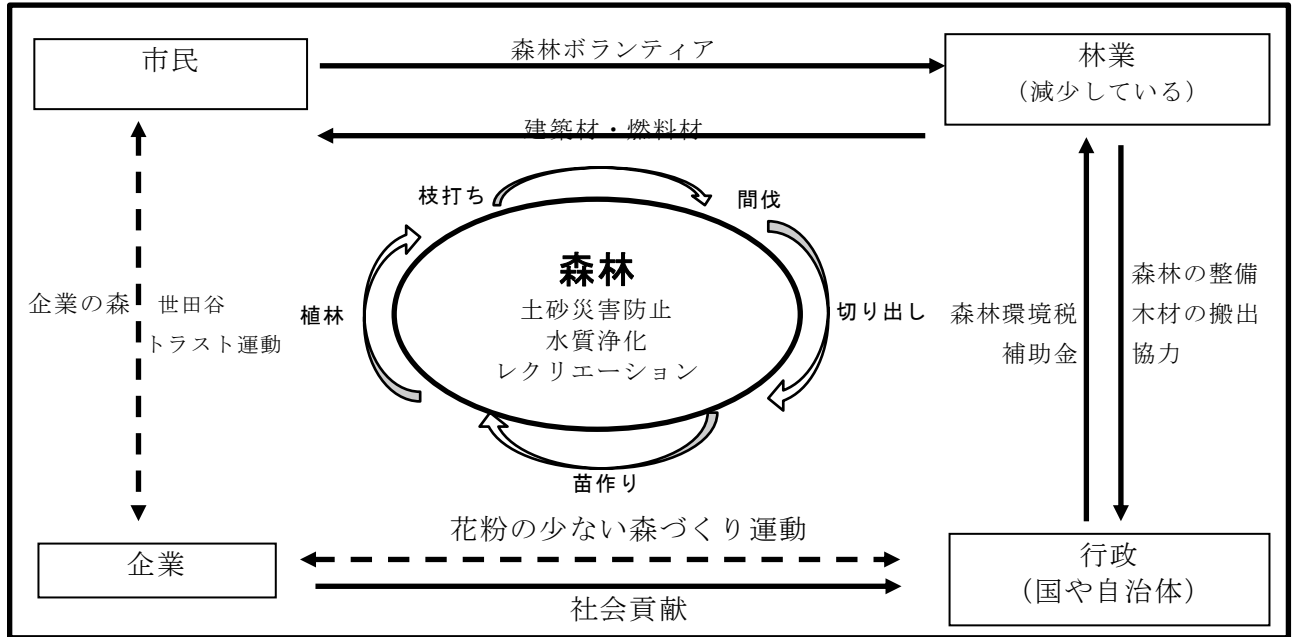 市民
森林ボランティア
林業
（減少している）
建築材・燃料材
枝打ち
間伐
森林
土砂災害防止
水質浄化
レクリエーション
植林
切り出し
苗作り
企業の森
世田谷
トラスト運動
森林環境税
補助金
森林の整備
木材の搬出
協力
花粉の少ない森づくり運動
企業
社会貢献
行政
（国や自治体）